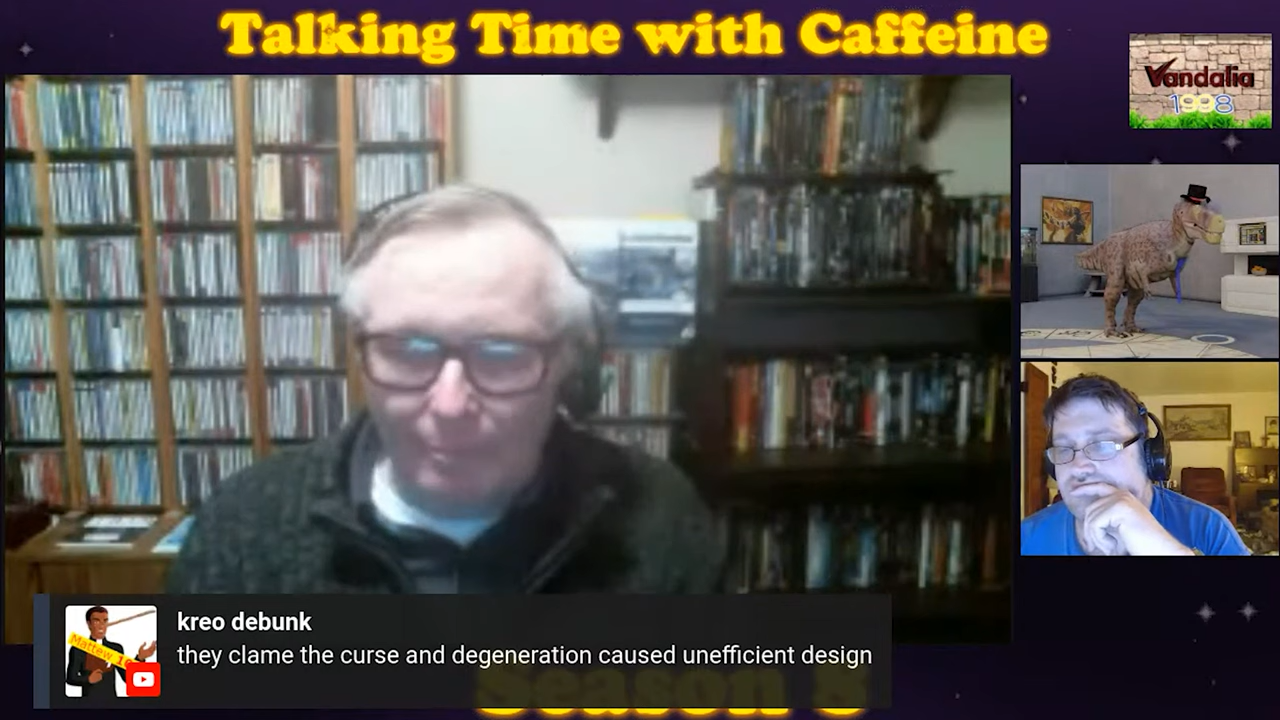 Talking Time with Caffeine
Vandalia
1998
kreo debunk
they clame the curse and degeneration caused unefficient design
Season 8